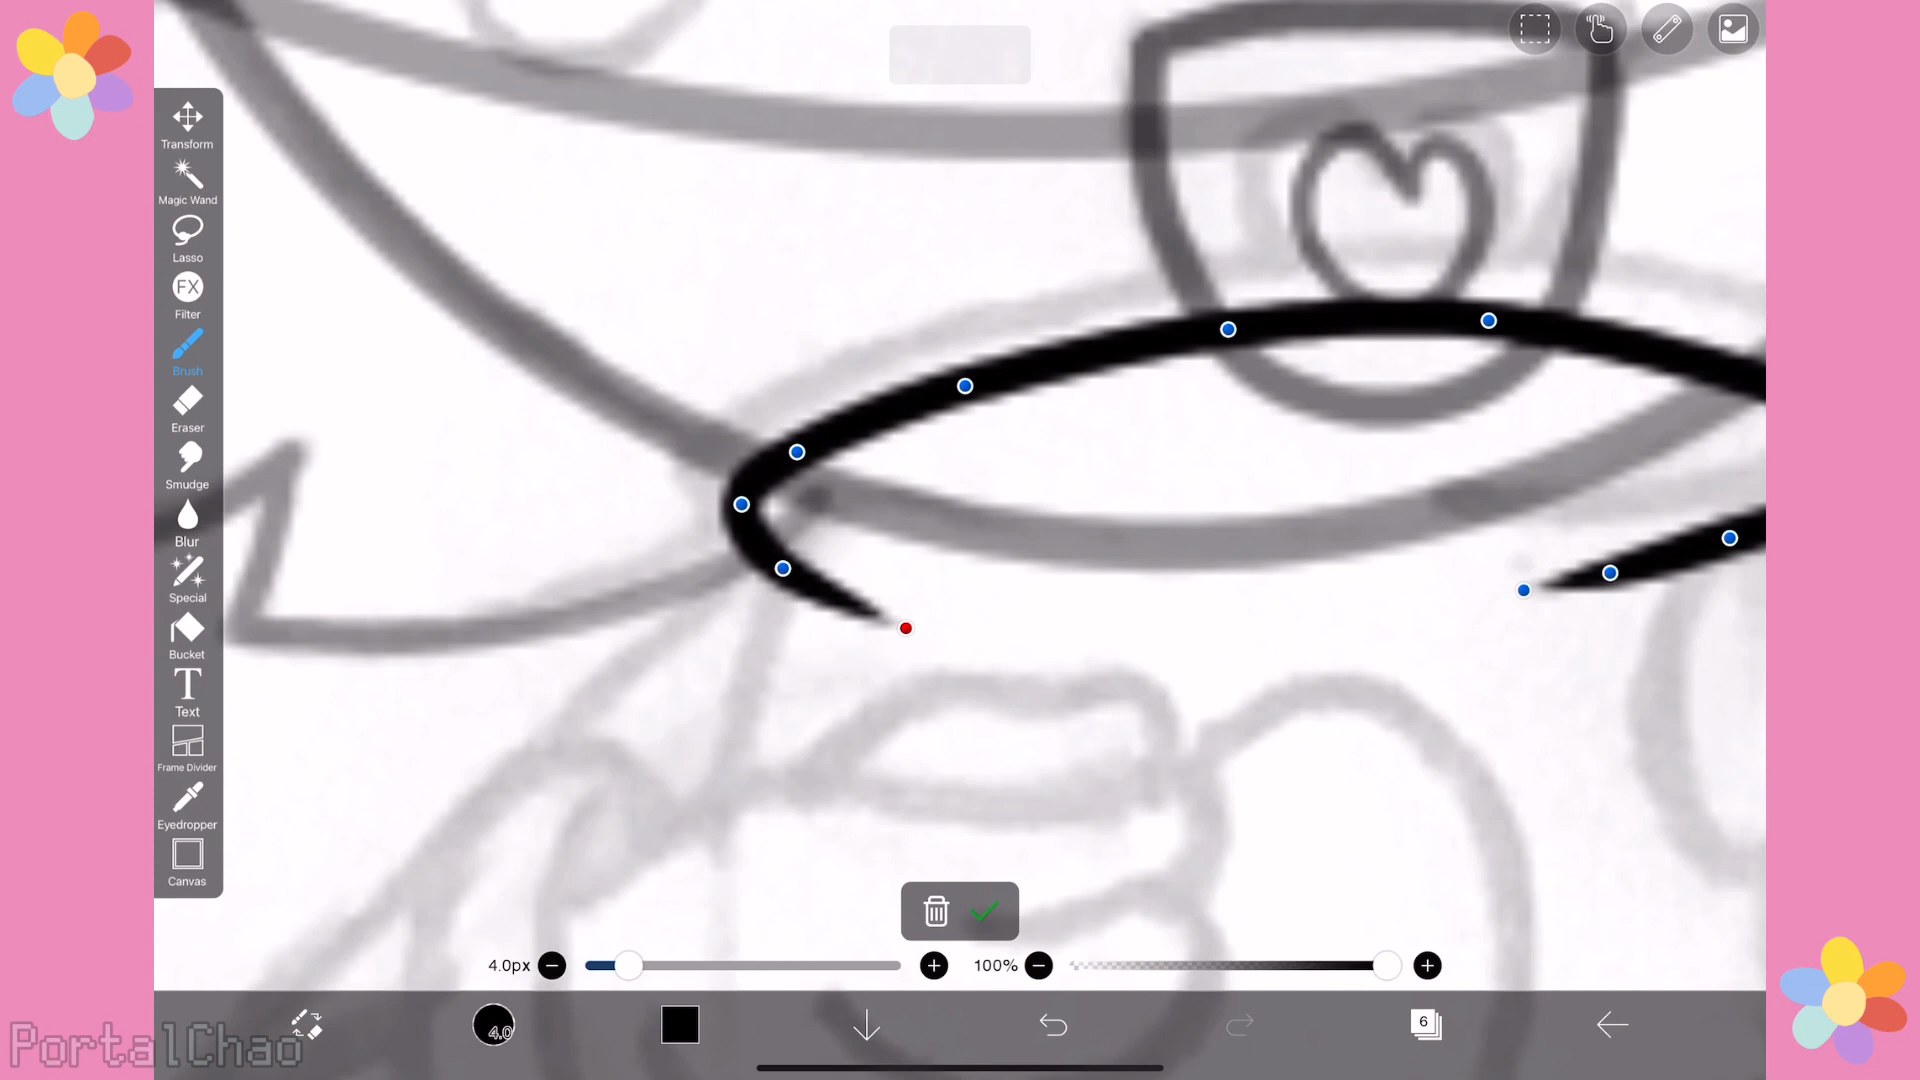 Transform
Magic Wand
Lasso
FX
Filter
Brush
Eraser
Smudge
Blur
Special
Bucket
T
Text
Frame Divider
Eyedropper
Canvas
4.0px
100%
4.0
6
PortalChao